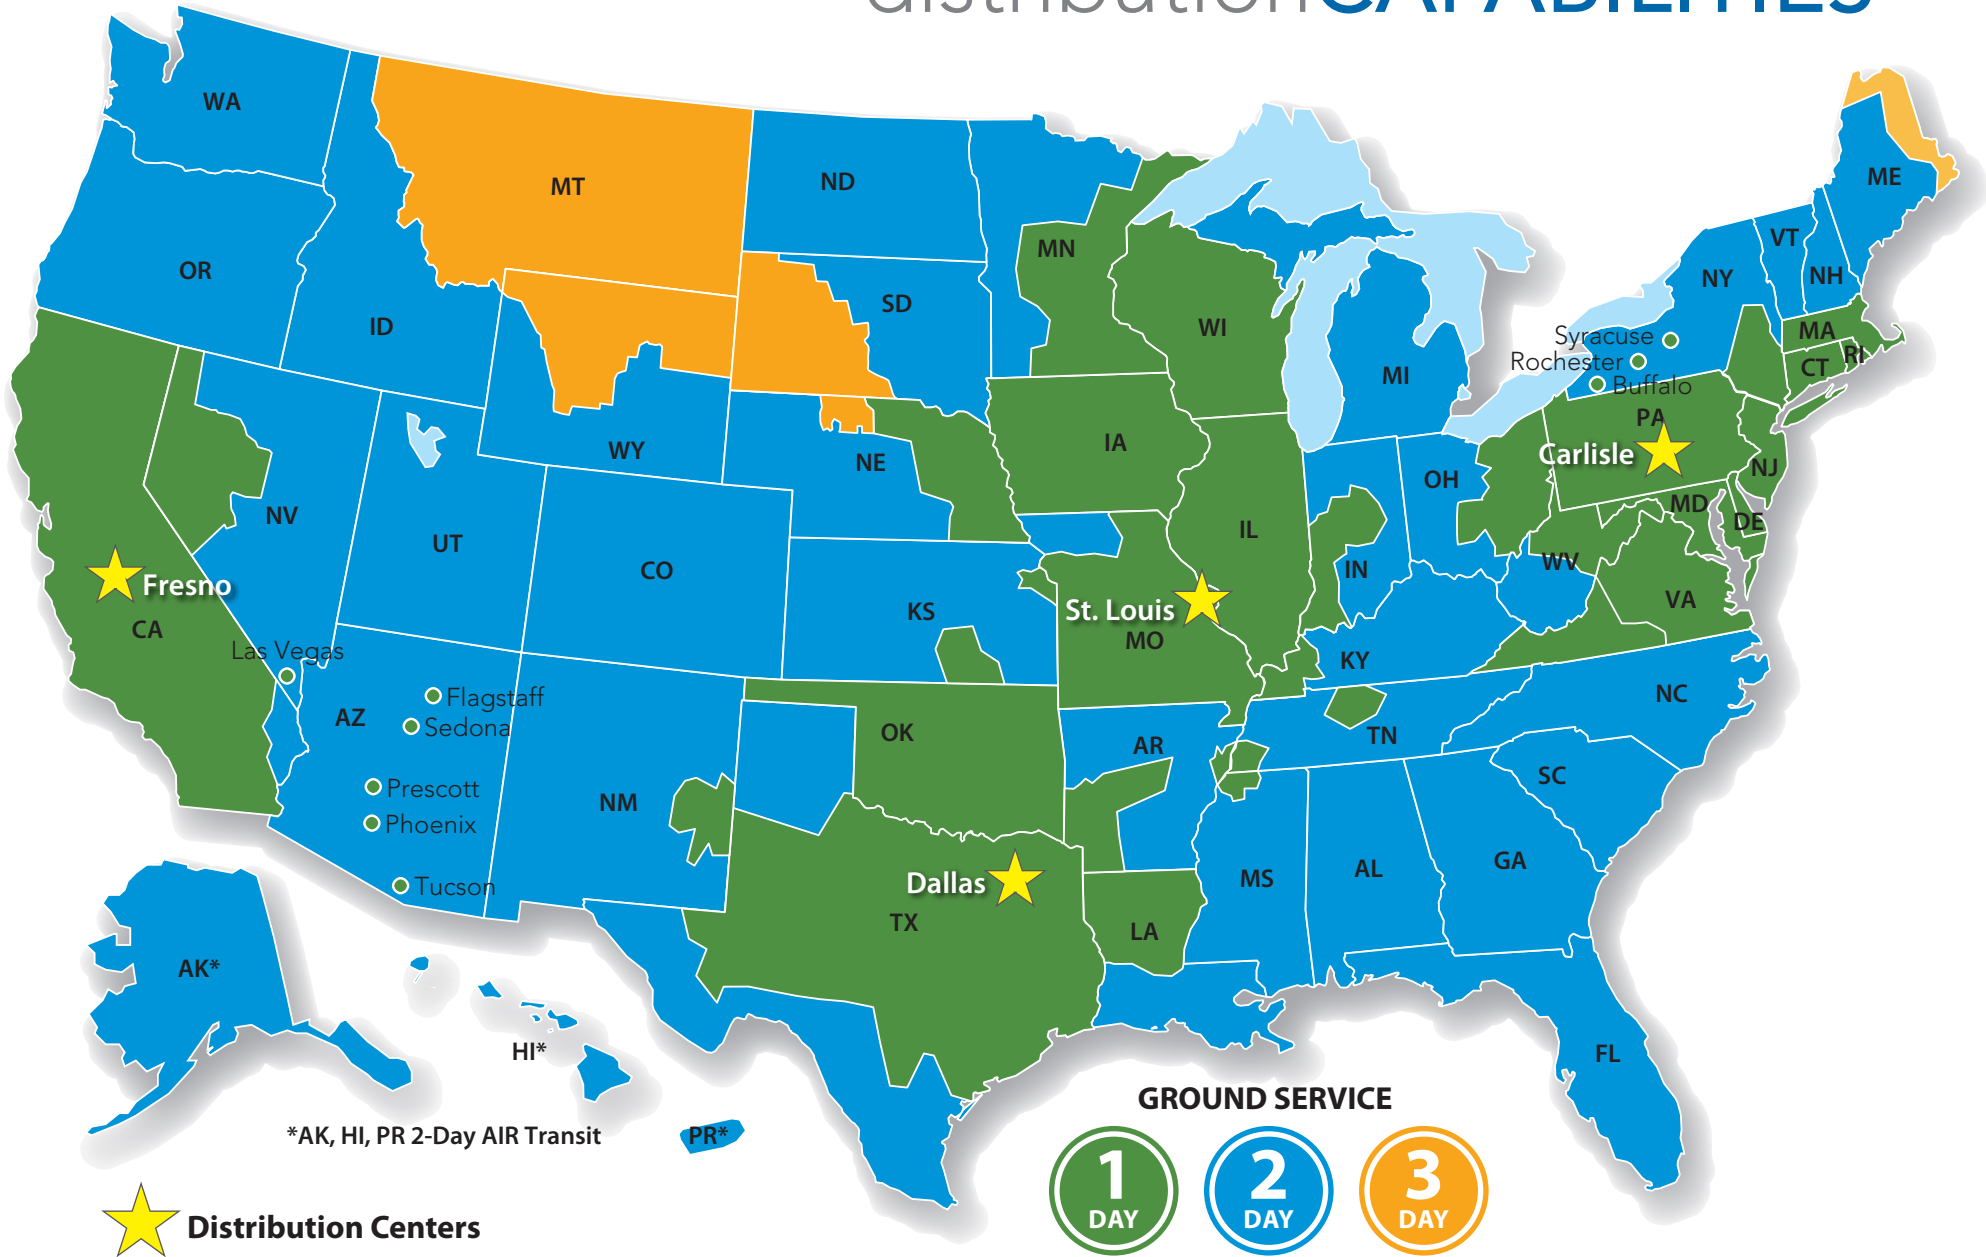 distributionCAPABILITIES
WA
MT
ND
MN
ME
VT
NH
NY
OR
ID
SD
WI
MI
Syracuse
Rochester
Buffalo
MA
CT
RI
WY
NE
IA
PA
Carlisle
NJ
OH
MD
DE
NV
UT
CO
IL
IN
WV
VA
Fresno
CA
KS
St. Louis
MO
KY
Las Vegas
AZ
Flagstaff
Sedona
Prescott
Phoenix
Tucson
NM
OK
AR
TN
NC
SC
Dallas
TX
LA
MS
AL
GA
FL
AK*
HI*
PR*
*AK, HI, PR 2-Day AIR Transit
Distribution Centers
GROUND SERVICE
1
DAY
2
DAY
3
DAY